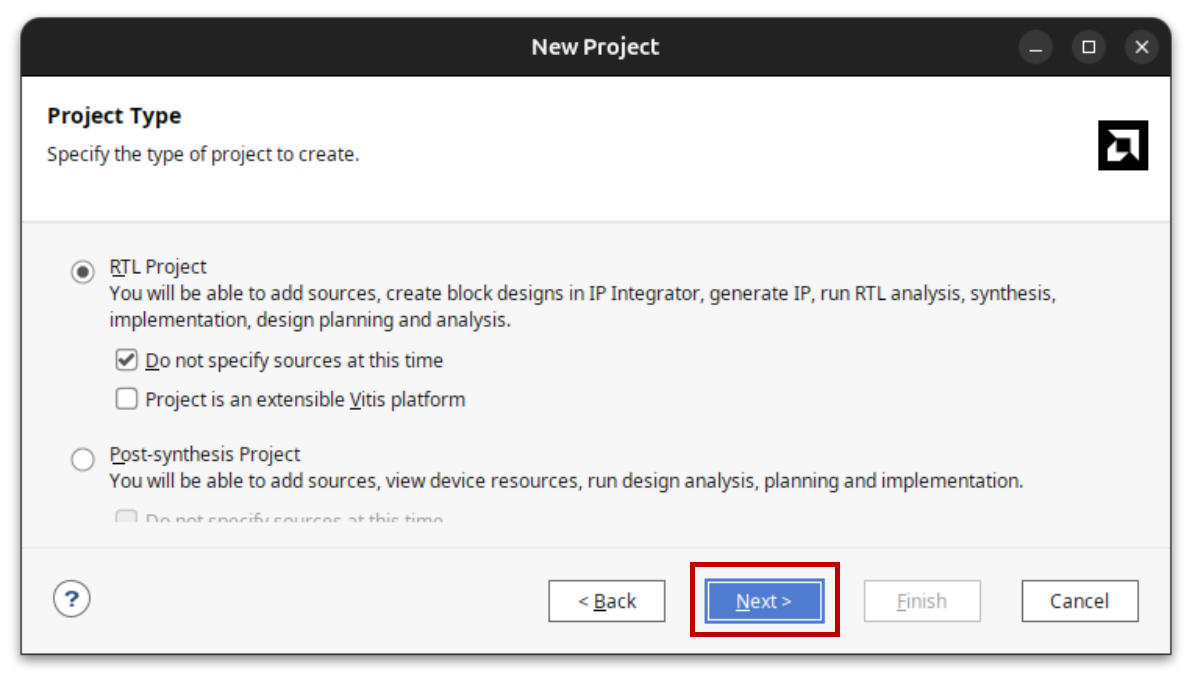 New Project
Project Type
Specify the type of project to create.
RTL Project
You will be able to add sources, create block designs in IP Integrator, generate IP, run RTL analysis, synthesis,
implementation, design planning and analysis.
Do not specify sources at this time
Project is an extensible Vitis platform
Post-synthesis Project
You will be able to add sources, view device resources, run design analysis, planning and implementation.
Do not specify sources at this time
?
< Back
Next >
Finish
Cancel